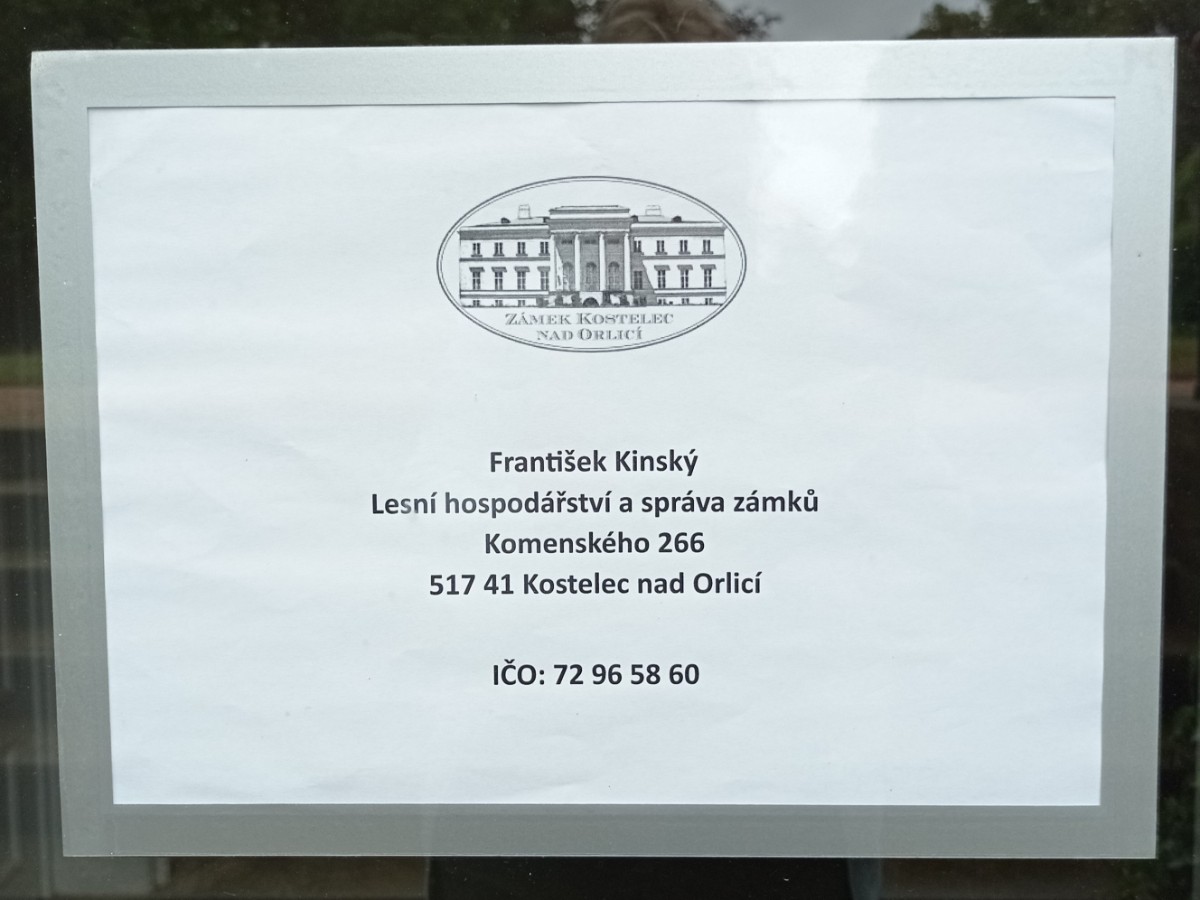 ZÁMEK KOSTELEC
NAD ORLICÍ
František Kinský
Lesní hospodářství a správa zámků
Komenského 266
517 41 Kostelec nad Orlicí
IČO: 72 96 58 60